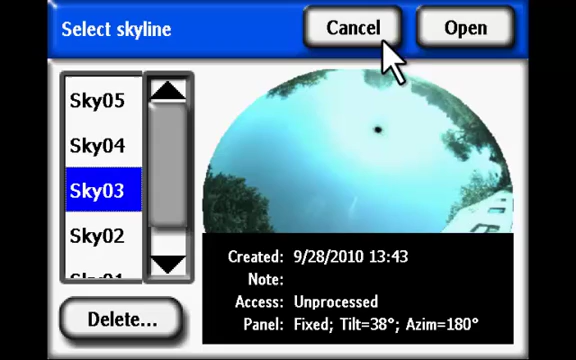 Select skyline
Cancel
Open
Sky05
Sky04
Sky03
Sky02
Sky01
Created: 9/28/2010 13:43
Note:
Access: Unprocessed
Panel: Fixed; Tilt=38°; Azim=180°
Delete...